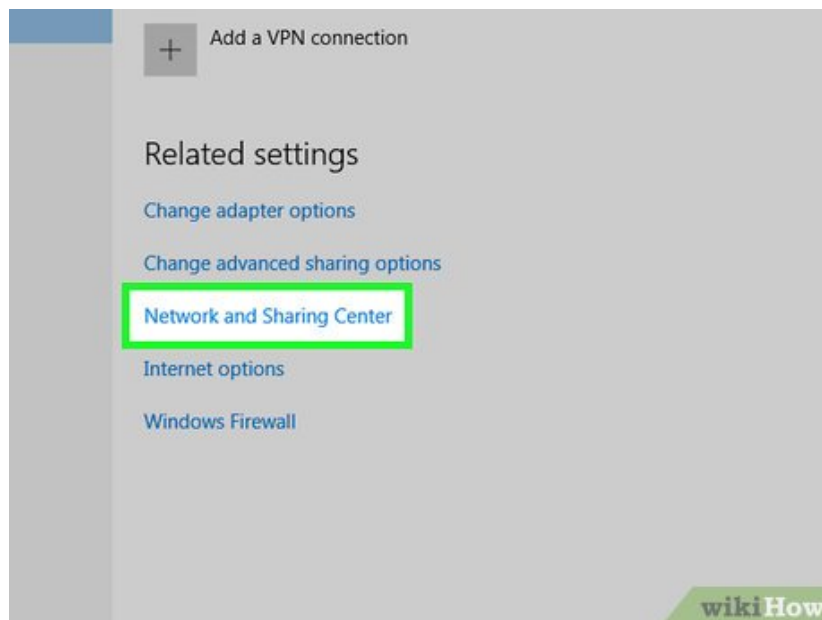 Add a VPN connection
Related settings
Change adapter options
Change advanced sharing options
Network and Sharing Center
Internet options
Windows Firewall
wikiHow